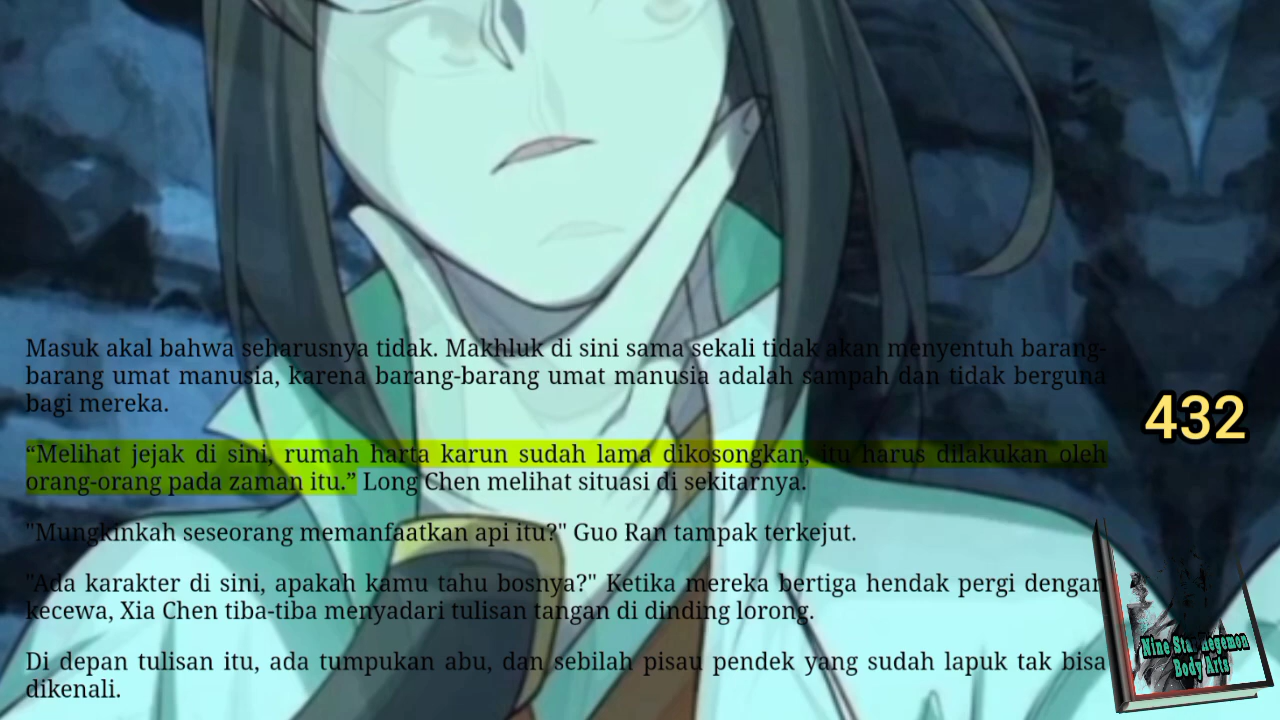 Masuk akal bahwa seharusnya tidak. Makhluk di sini sama sekali tidak akan menyentuh barang-
barang umat manusia, karena barang-barang umat manusia adalah sampah dan tidak berguna
bagi mereka.
“Melihat jejak di sini, rumah harta karun sudah lama dikosongkan, itu harus dilakukan oleh
orang-orang pada zaman itu.” Long Chen melihat situasi di sekitarnya.
"Mungkinkah seseorang memanfaatkan api itu?" Guo Ran tampak terkejut.
"Ada karakter di sini, apakah kamu tahu bosnya?" Ketika mereka bertiga hendak pergi dengan
kecewa, Xia Chen tiba-tiba menyadari tulisan tangan di dinding lorong.
Di depan tulisan itu, ada tumpukan abu, dan sebilah pisau pendek yang sudah lapuk tak bisa
dikenali.
432
Nine Star Hegemon
Body Arts